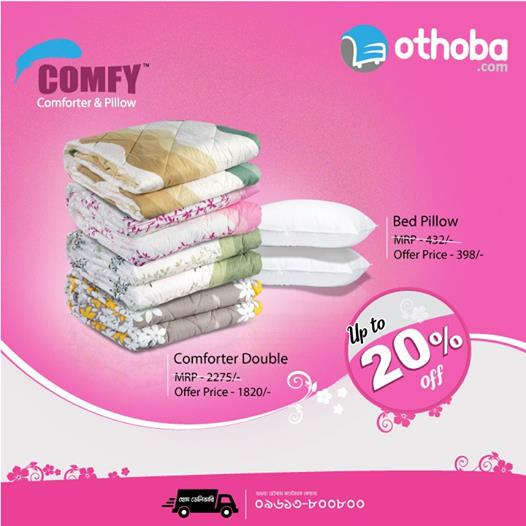 COMFY™
Comforter & Pillow
othoba
.com
Bed Pillow
MRP - 432/-
Offer Price - 398/-
Comforter Double
MRP - 2275/-
Offer Price - 1820/-
Up to
20%
off
হোম ডেলিভারি
০৯৬১৩-৮০০৮০০